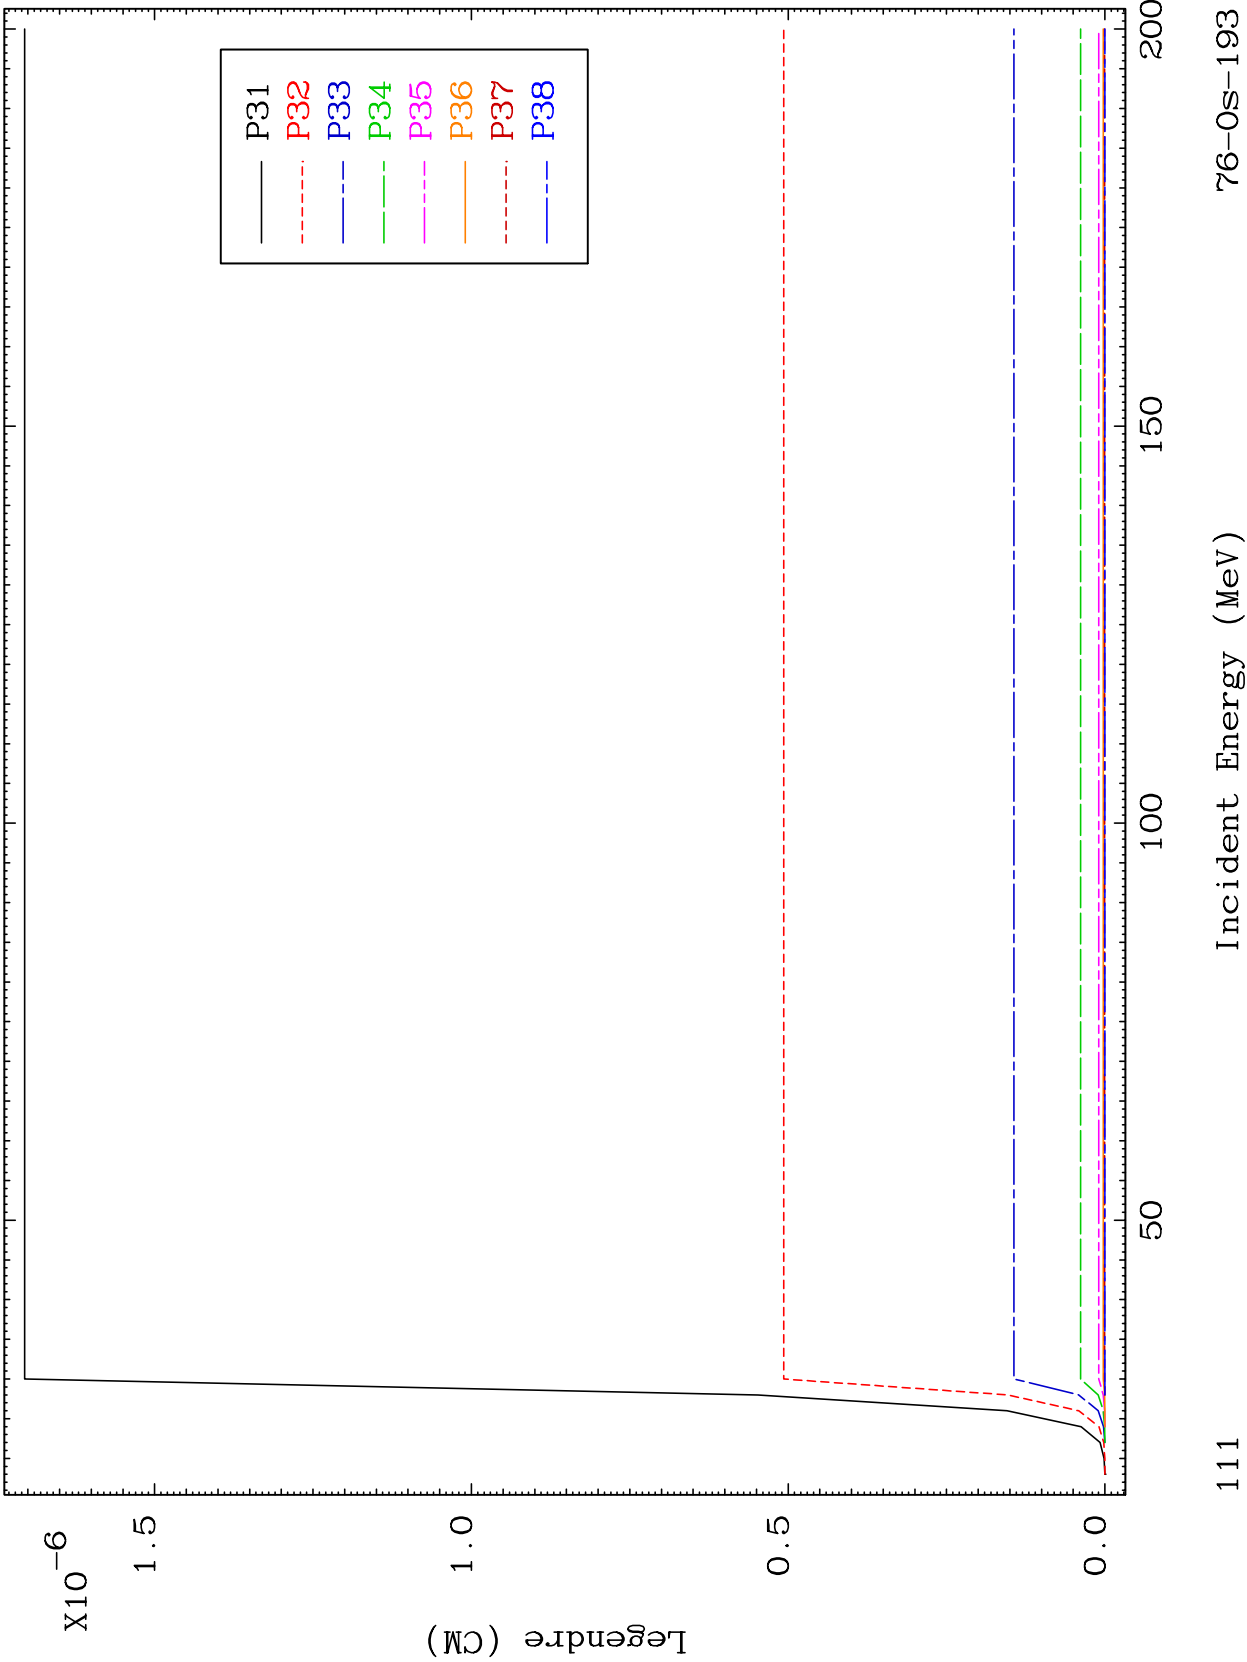 X10-6
1.5
1.0
0.5
0.0
Legendre (CM)
P31
P32
P33
P34
P35
P36
P37
P38
50
100
150
200
Incident Energy (MeV)
111
76-Os-193